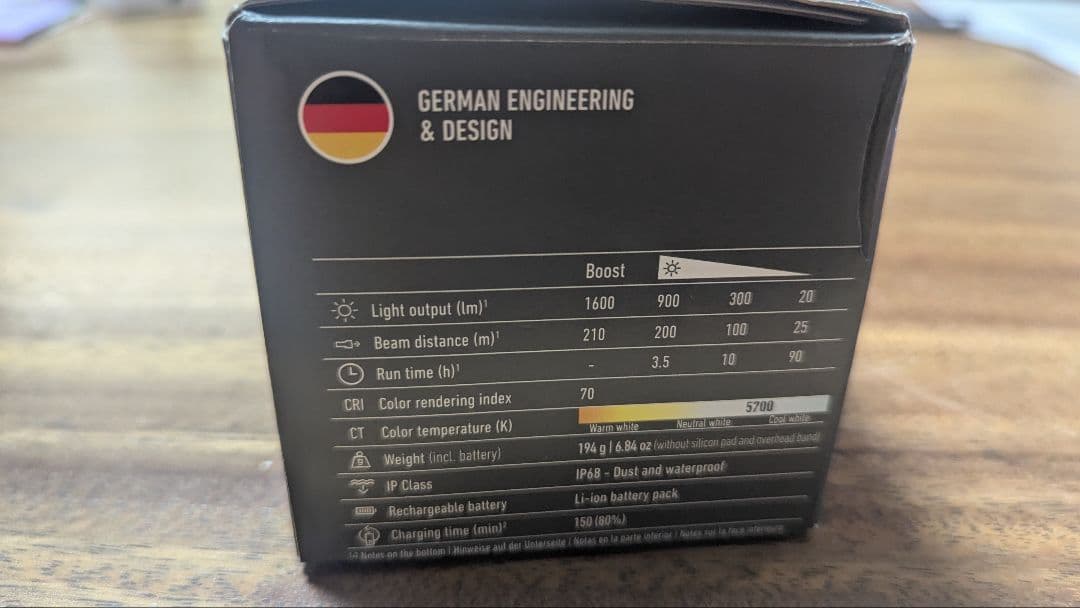 GERMAN ENGINEERING
& DESIGN
Boost
Light output (lm)¹ 1600 900 300 20
Beam distance (m)¹ 210 200 100 25
Run time (h)¹ - 3.5 10 90
CRI Color rendering index 70
CT Color temperature (K) 5700
Warm white Neutral white Cool white
Weight (incl. battery) 194 g | 6.84 oz (without silicon pad and overhead band)
IP Class IP68 - Dust and waterproof
Rechargeable battery Li-ion battery pack
Charging time (min)² 150 (80%)
Notes on the bottom | Hinweise auf der Unterseite | Notas en la parte inferior | Notes sur la face inférieure